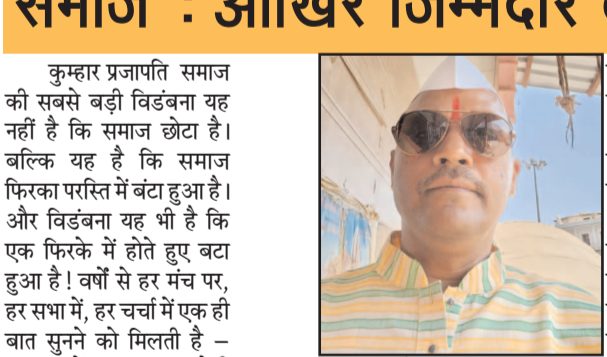 समाज : आखिर जिम्मेदार
कुम्हार प्रजापति समाज
की सबसे बड़ी विडंबना यह
नहीं है कि समाज छोटा है।
बल्कि यह है कि समाज
फिरका परस्ति में बंटा हुआ है।
और विडंबना यह भी है कि
एक फिरके में होते हुए बटा
हुआ है! वर्षों से हर मंच पर,
हर सभा में, हर चर्चा में एक ही
बात सुनने को मिलती है –